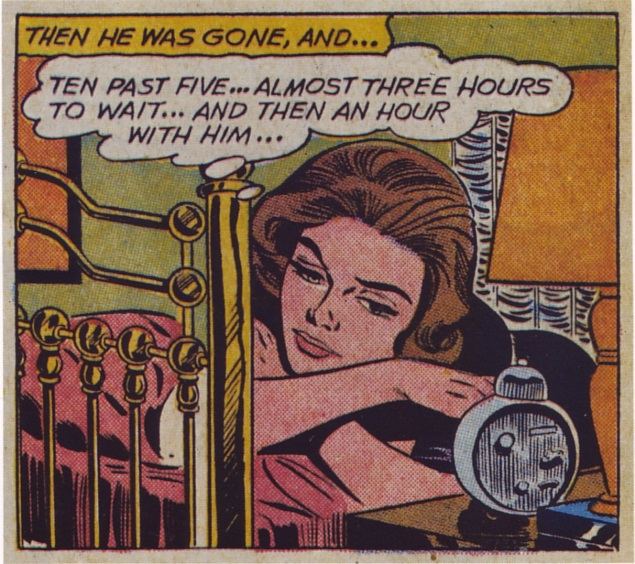 THEN HE WAS GONE, AND...
TEN PAST FIVE... ALMOST THREE HOURS
TO WAIT... AND THEN AN HOUR
WITH HIM...